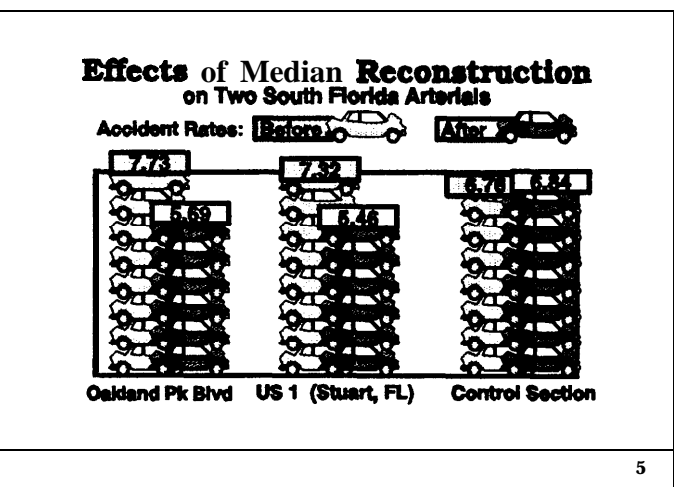 Effects of Median Reconstruction
on Two South Florida Arterials
Accident Rates: Before After
7.73 7.32 6.76 6.84
5.69 5.46
Oakland Pk Blvd US 1 (Stuart, FL) Control Section
5